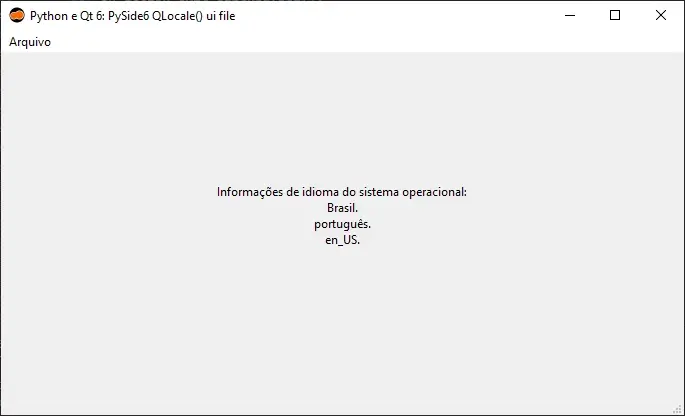 Python e Qt 6: PySide6 QLocale() ui file
Arquivo
Informações de idioma do sistema operacional:
Brasil.
português.
en_US.